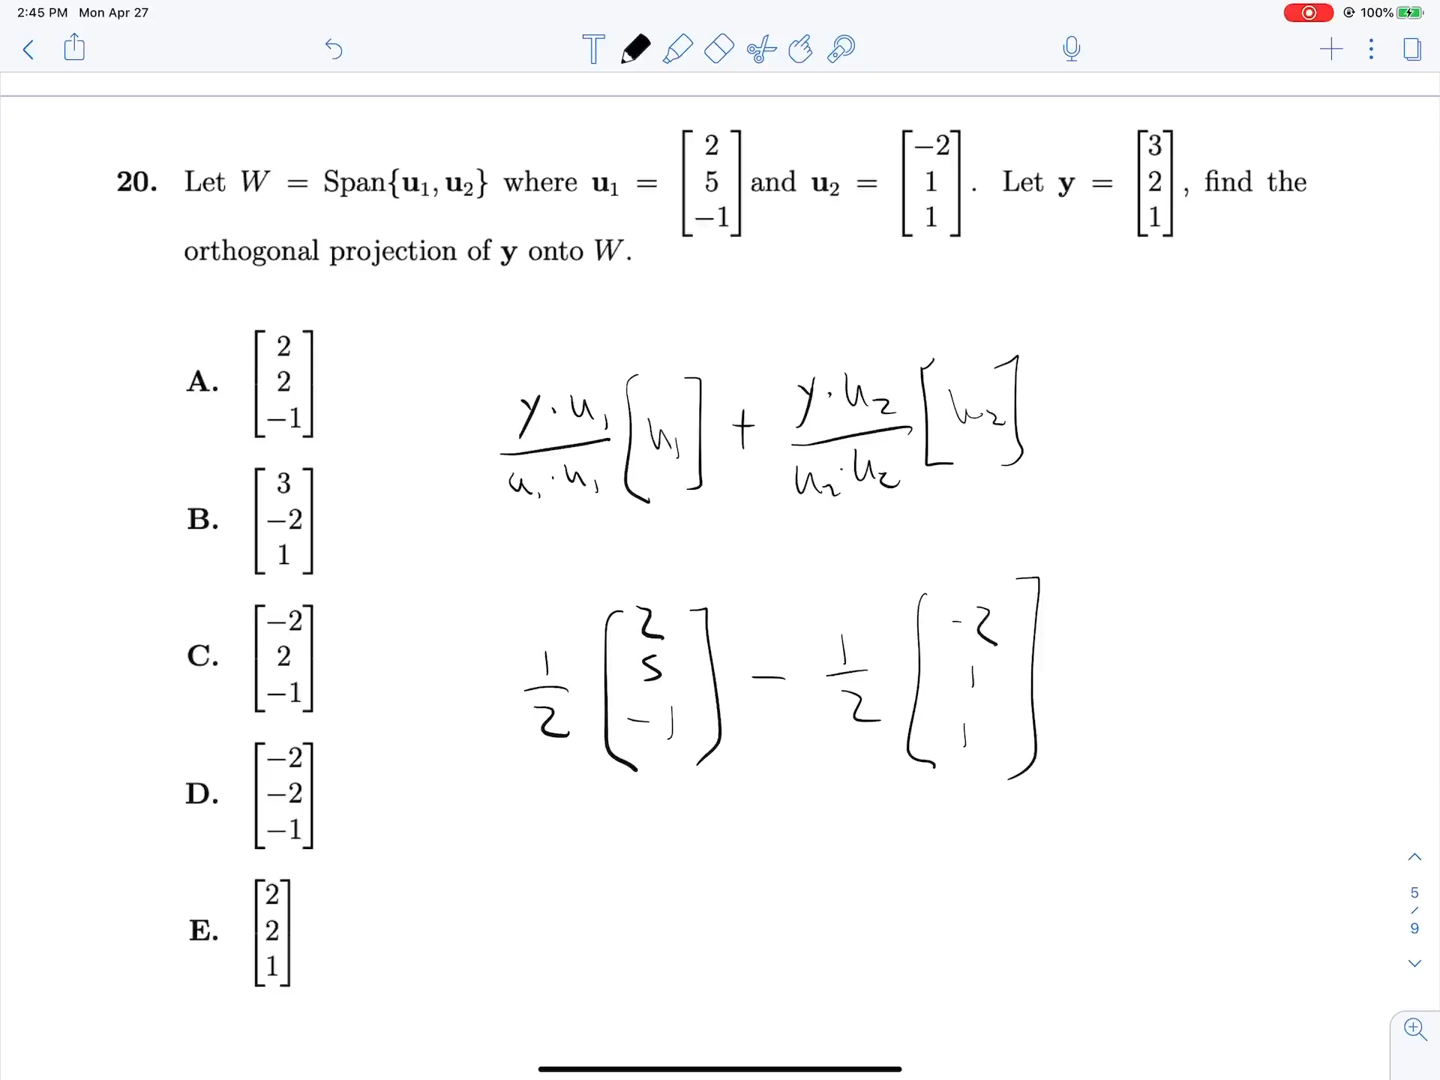 2:45 PM Mon Apr 27
100%
T
20. Let W = Span{u₁, u₂} where u₁ = [2 5 −1] and u₂ = [−2 1 1]. Let y = [3 2 1], find the
orthogonal projection of y onto W.
A. [2 2 −1]
B. [3 −2 1]
C. [−2 2 −1]
D. [−2 −2 −1]
E. [2 2 1]
y·u₁/u₁·u₁ [u₁] + y·u₂/u₂·u₂ [u₂]
1/2 [2 5 −1] − 1/2 [-2 1 1]
5
/
9